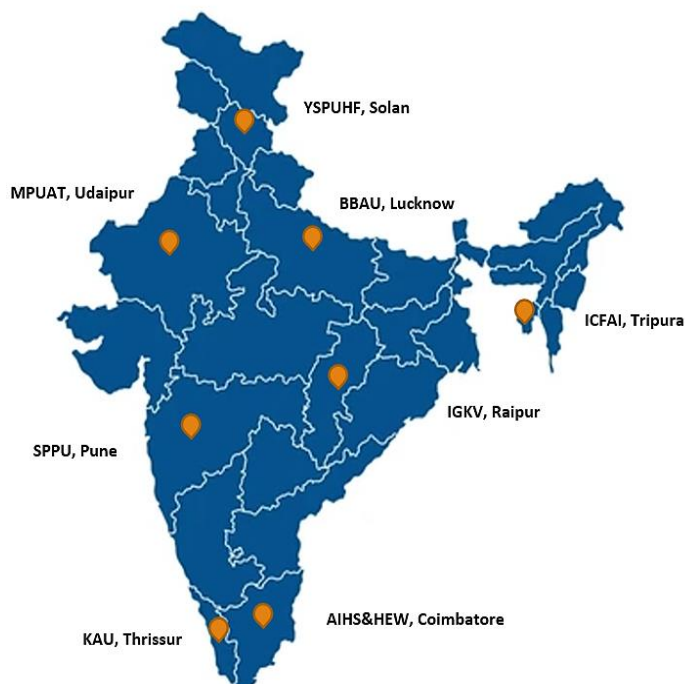 YSPUHF, Solan
MPUAT, Udaipur
BBAU, Lucknow
ICFAI, Tripura
IGKV, Raipur
SPPU, Pune
AIHS&HEW, Coimbatore
KAU, Thrissur